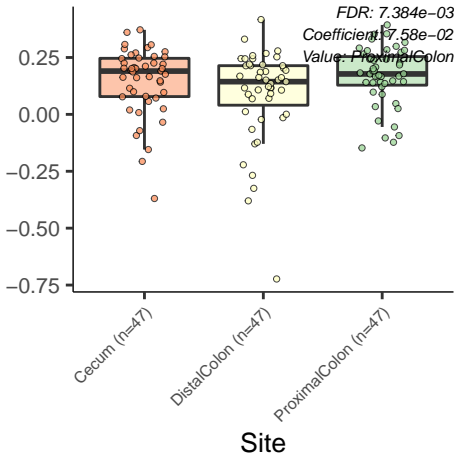 FDR: 7.384e−03
Coefficient: 7.58e−02
Value: ProximalColon
0.25
0.00
−0.25
−0.50
−0.75
Cecum (n=47)
DistalColon (n=47)
ProximalColon (n=47)
Site